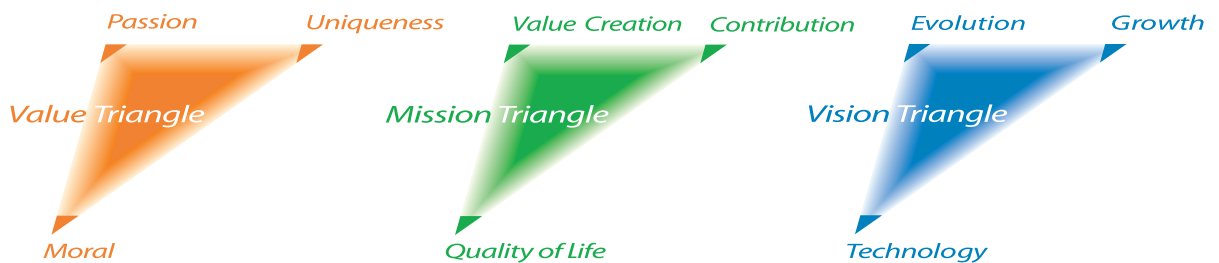 Passion
Uniqueness
Value Triangle
Moral
Value Creation
Contribution
Mission Triangle
Quality of Life
Evolution
Growth
Vision Triangle
Technology